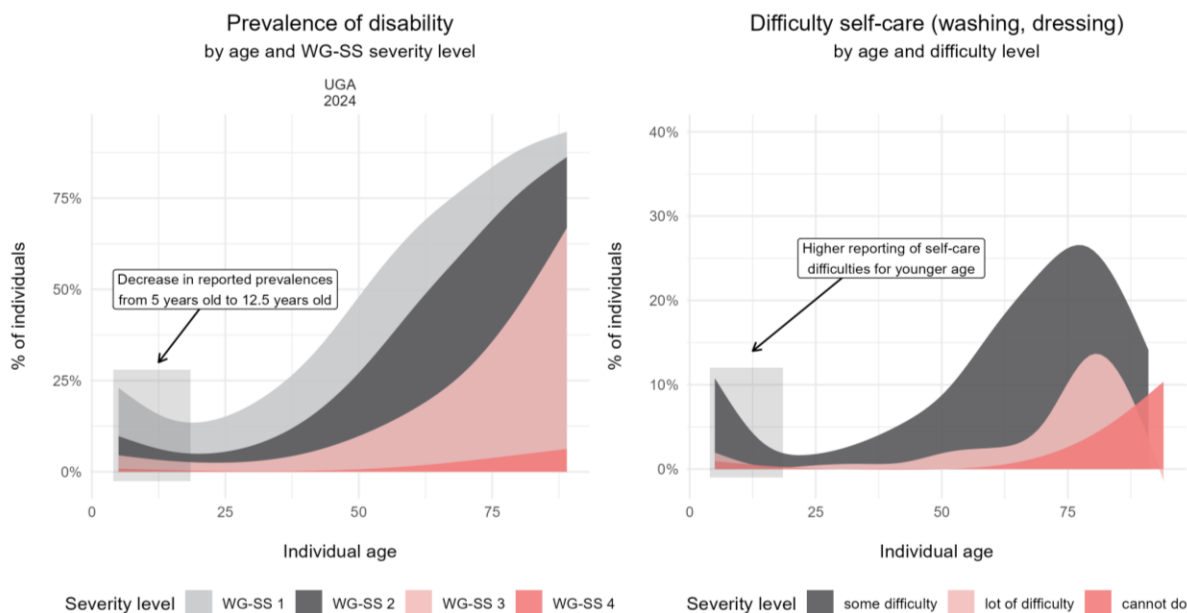 Prevalence of disability
by age and WG-SS severity level
UGA
2024
% of individuals
75%
50%
25%
0%
Decrease in reported prevalences
from 5 years old to 12.5 years old
0
25
50
75
Individual age
Severity level
WG-SS 1
WG-SS 2
WG-SS 3
WG-SS 4
Difficulty self-care (washing, dressing)
by age and difficulty level
% of individuals
40%
30%
20%
10%
0%
Higher reporting of self-care
difficulties for younger age
0
25
50
75
Individual age
Severity level
some difficulty
lot of difficulty
cannot do